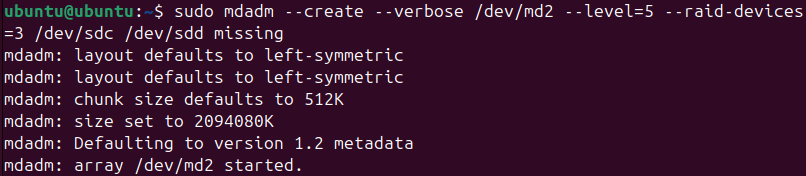 ubuntu@ubuntu:~$ sudo mdadm --create --verbose /dev/md2 --level=5 --raid-devices
=3 /dev/sdc /dev/sdd missing
mdadm: layout defaults to left-symmetric
mdadm: layout defaults to left-symmetric
mdadm: chunk size defaults to 512K
mdadm: size set to 2094080K
mdadm: Defaulting to version 1.2 metadata
mdadm: array /dev/md2 started.